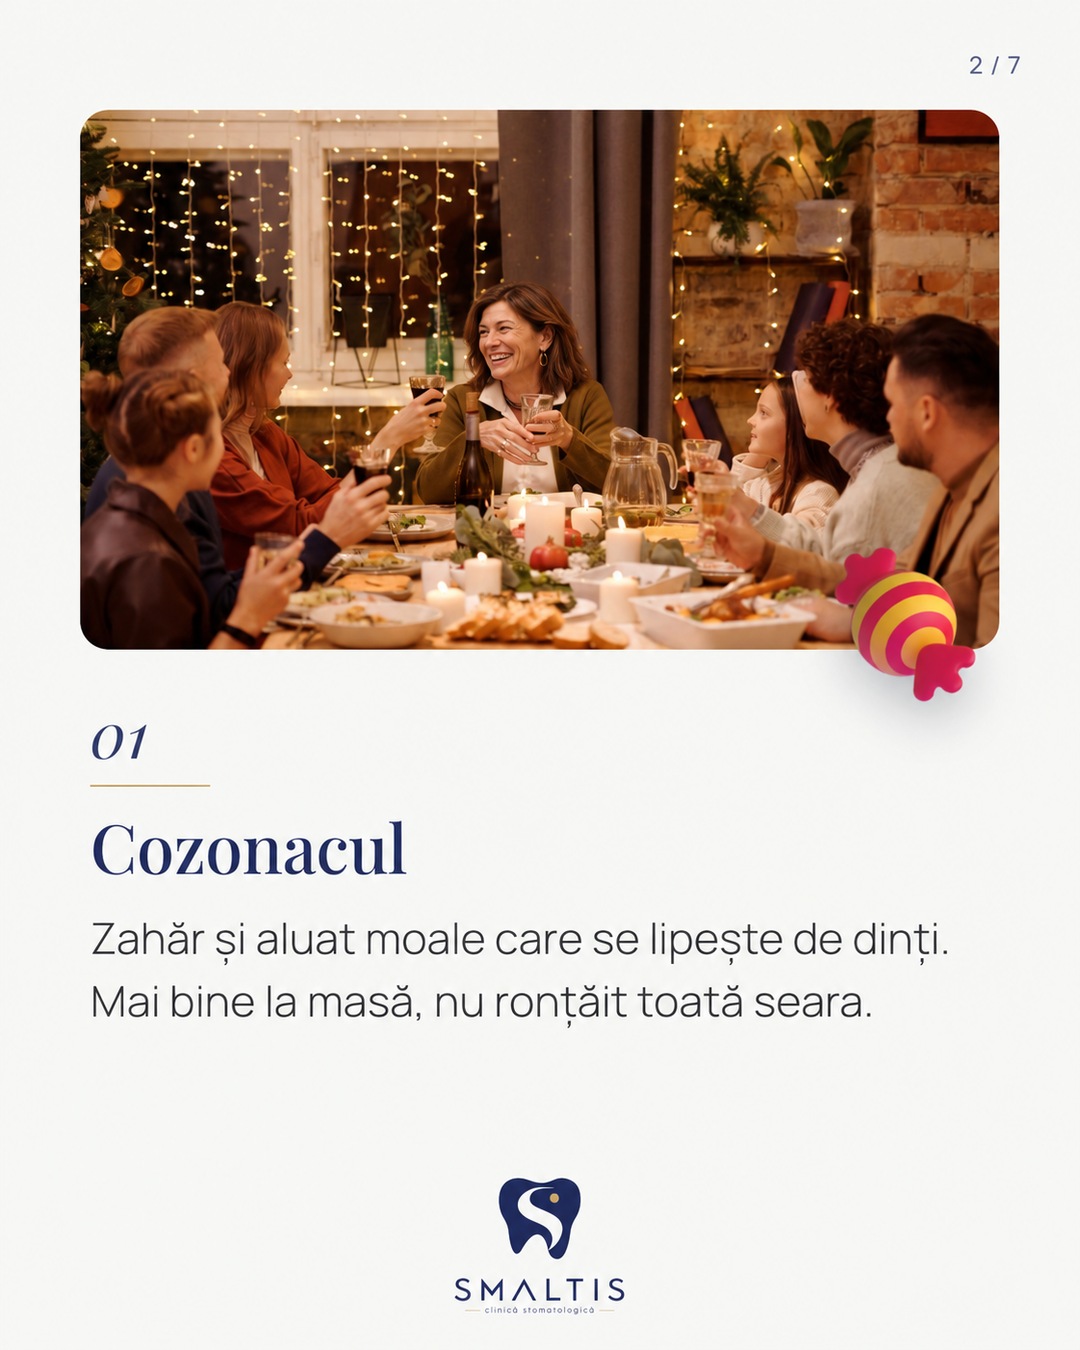 2 / 7
01
Cozonacul
Zahăr și aluat moale care se lipește de dinți.
Mai bine la masă, nu ronțăit toată seara.
SMALTIS
clinică stomatologică